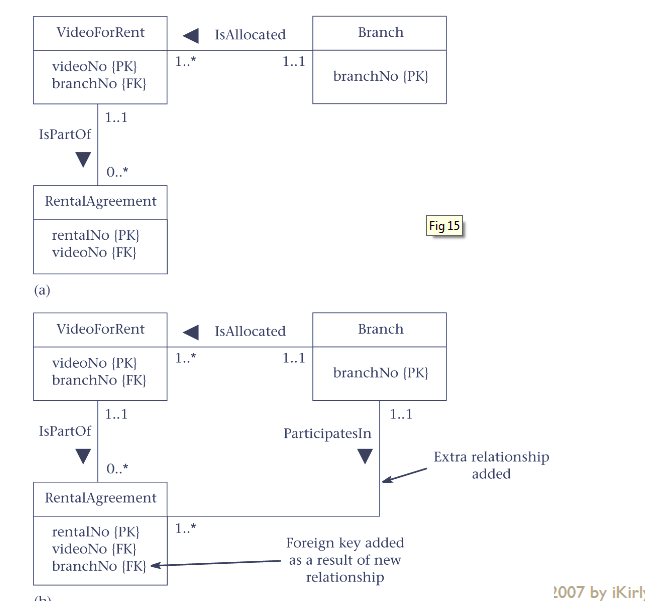 VideoForRent
IsAllocated
Branch
videoNo {PK}
branchNo {FK}
1..*
1..1
branchNo {PK}
1..1
IsPartOf
0..*
RentalAgreement
rentalNo {PK}
videoNo {FK}
Fig 15
(a)
VideoForRent
IsAllocated
Branch
videoNo {PK}
branchNo {FK}
1..*
1..1
branchNo {PK}
1..1
IsPartOf
0..*
1..1
ParticipatesIn
Extra relationship
added
RentalAgreement
1..*
rentalNo {PK}
videoNo {FK}
branchNo {FK}
Foreign key added
as a result of new
relationship
(b)
2007 by iKirly